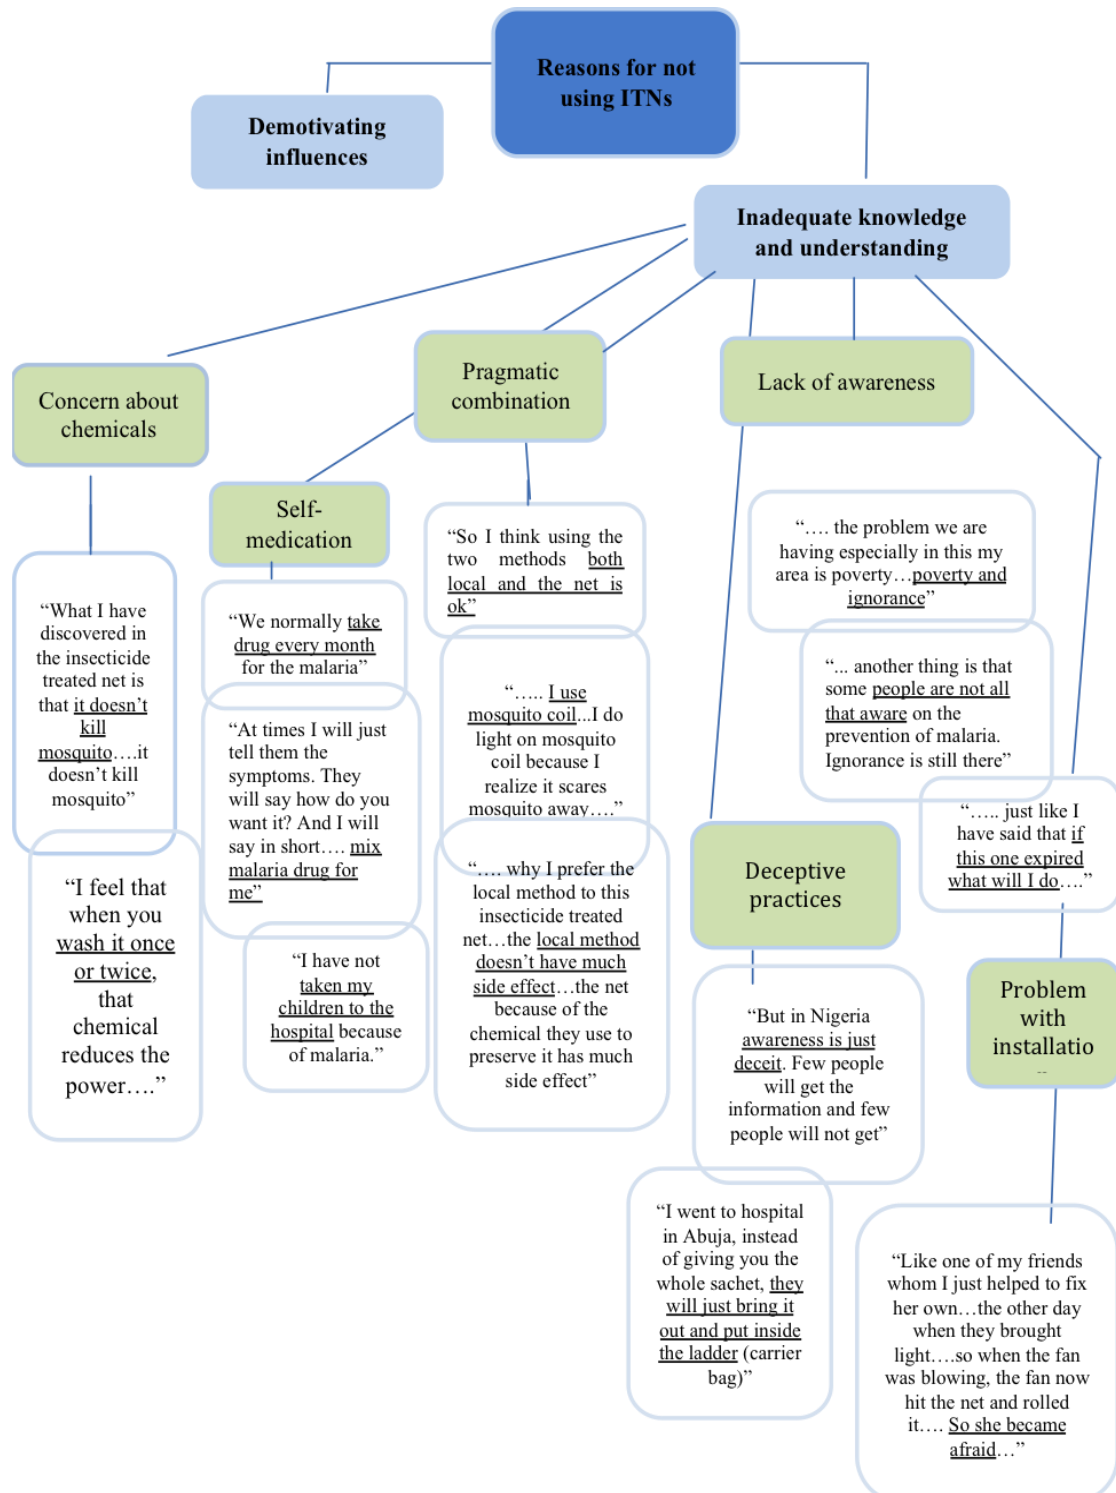 Reasons for not
using ITNs
Demotivating
influences
Inadequate knowledge
and understanding
Concern about
chemicals
“What I have
discovered in
the insecticide
treated net is
that it doesn’t
kill
mosquito….it
doesn’t kill
mosquito”
“I feel that
when you
wash it once
or twice,
that
chemical
reduces the
power….”
Self-
medication
“We normally take
drug every month
for the malaria”
“At times I will just
tell them the
symptoms. They
will say how do you
want it? And I will
say in short…. mix
malaria drug for
me”
“I have not
taken my
children to the
hospital because
of malaria.”
Pragmatic
combination
“So I think using the
two methods both
local and the net is
ok”
“….. I use
mosquito coil...I do
light on mosquito
coil because I
realize it scares
mosquito away….”
“…. why I prefer the
local method to this
insecticide treated
net…the local method
doesn’t have much
side effect…the net
because of the
chemical they use to
preserve it has much
side effect”
Lack of awareness
“…. the problem we are
having especially in this my
area is poverty…poverty and
ignorance”
“... another thing is that
some people are not all
that aware on the
prevention of malaria.
Ignorance is still there”
“….. just like I
have said that if
this one expired
what will I do….”
Deceptive
practices
“But in Nigeria
awareness is just
deceit. Few people
will get the
information and few
people will not get”
“I went to hospital
in Abuja, instead
of giving you the
whole sachet, they
will just bring it
out and put inside
the ladder (carrier
bag)”
Problem
with
installatio
“Like one of my friends
whom I just helped to fix
her own…the other day
when they brought
light….so when the fan
was blowing, the fan now
hit the net and rolled
it…. So she became
afraid…”